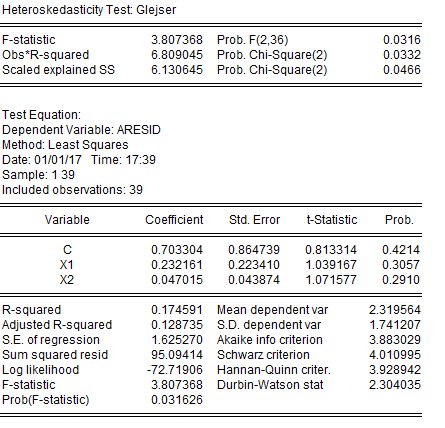 Heteroskedasticity Test: Glejser
F-statistic 3.807368 Prob. F(2,36) 0.0316
Obs*R-squared 6.809045 Prob. Chi-Square(2) 0.0332
Scaled explained SS 6.130645 Prob. Chi-Square(2) 0.0466
Test Equation:
Dependent Variable: ARESID
Method: Least Squares
Date: 01/01/17 Time: 17:39
Sample: 1 39
Included observations: 39
Variable Coefficient Std. Error t-Statistic Prob.
C 0.703304 0.864739 0.813314 0.4214
X1 0.232161 0.223410 1.039167 0.3057
X2 0.047015 0.043874 1.071577 0.2910
R-squared 0.174591 Mean dependent var 2.319564
Adjusted R-squared 0.128735 S.D. dependent var 1.741207
S.E. of regression 1.625270 Akaike info criterion 3.883029
Sum squared resid 95.09414 Schwarz criterion 4.010995
Log likelihood -72.71906 Hannan-Quinn criter. 3.928942
F-statistic 3.807368 Durbin-Watson stat 2.304035
Prob(F-statistic) 0.031626